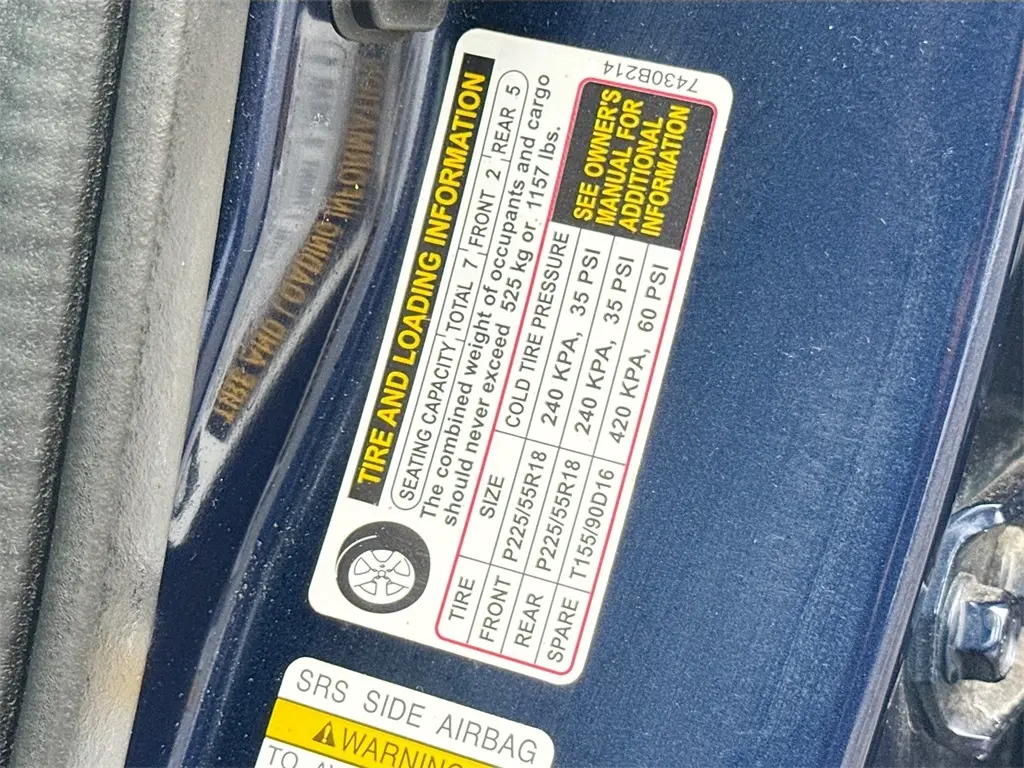 7430B214
TIRE AND LOADING INFORMATION
SEATING CAPACITY TOTAL 7 FRONT 2 REAR 5
The combined weight of occupants and cargo
should never exceed 525 kg or 1157 lbs.
TIRE SIZE COLD TIRE PRESSURE
FRONT P225/55R18 240 KPA, 35 PSI
REAR P225/55R18 240 KPA, 35 PSI
SPARE T155/90D16 420 KPA, 60 PSI
SEE OWNER'S
MANUAL FOR
ADDITIONAL
INFORMATION
SRS SIDE AIRBAG
WARNING
TO